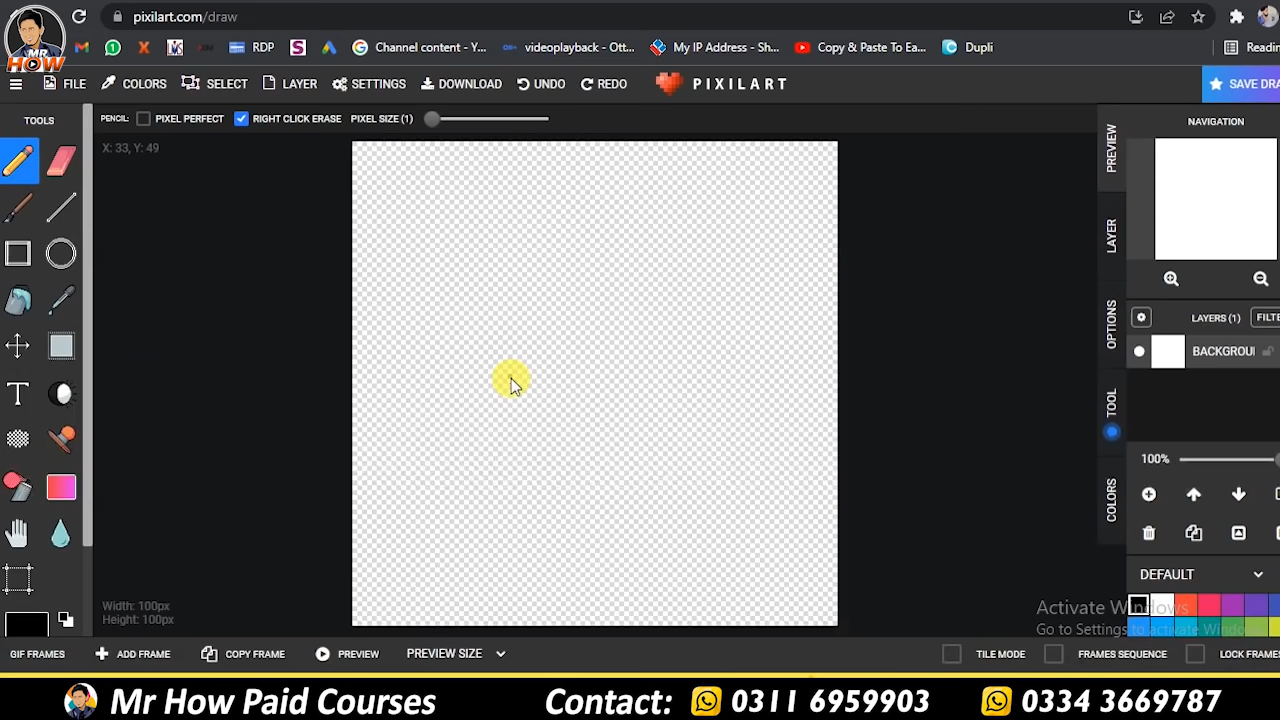 pixilart.com/draw
MR HOW
RDP
Channel content - Y...
videoplayback - Ott...
My IP Address - Sh...
Copy & Paste To Ea...
Dupli
Readin
FILE
COLORS
SELECT
LAYER
SETTINGS
DOWNLOAD
UNDO
REDO
PIXILART
SAVE DRA
TOOLS
PENCIL:
PIXEL PERFECT
RIGHT CLICK ERASE
PIXEL SIZE (1)
NAVIGATION
X: 33, Y: 49
PREVIEW
LAYER
OPTIONS
TOOL
COLORS
LAYERS (1)
FILTE
BACKGROU
100%
DEFAULT
Activate Windows
Go to Settings to activate Windo
Width: 100px
Height: 100px
GIF FRAMES
ADD FRAME
COPY FRAME
PREVIEW
PREVIEW SIZE
TILE MODE
FRAMES SEQUENCE
LOCK FRAMES
Mr How Paid Courses
Contact:
0311 6959903
0334 3669787